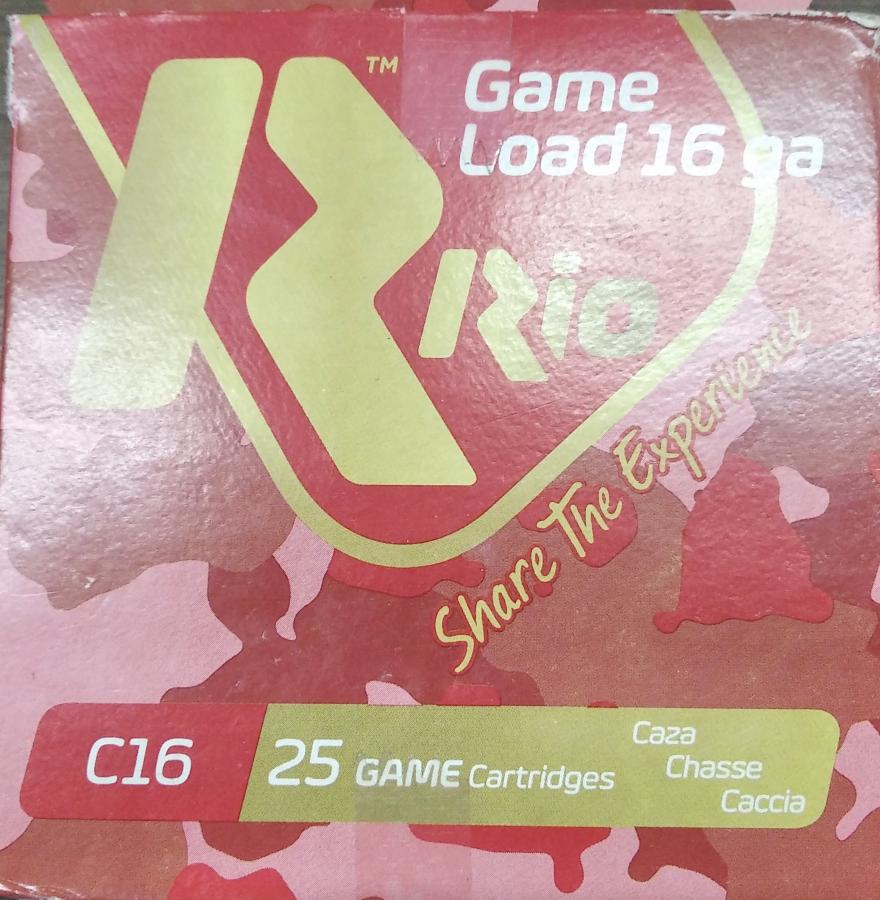 TM
Game
Load 16 ga
Rio
Share The Experience
C16
25 GAME Cartridges
Caza
Chasse
Caccia